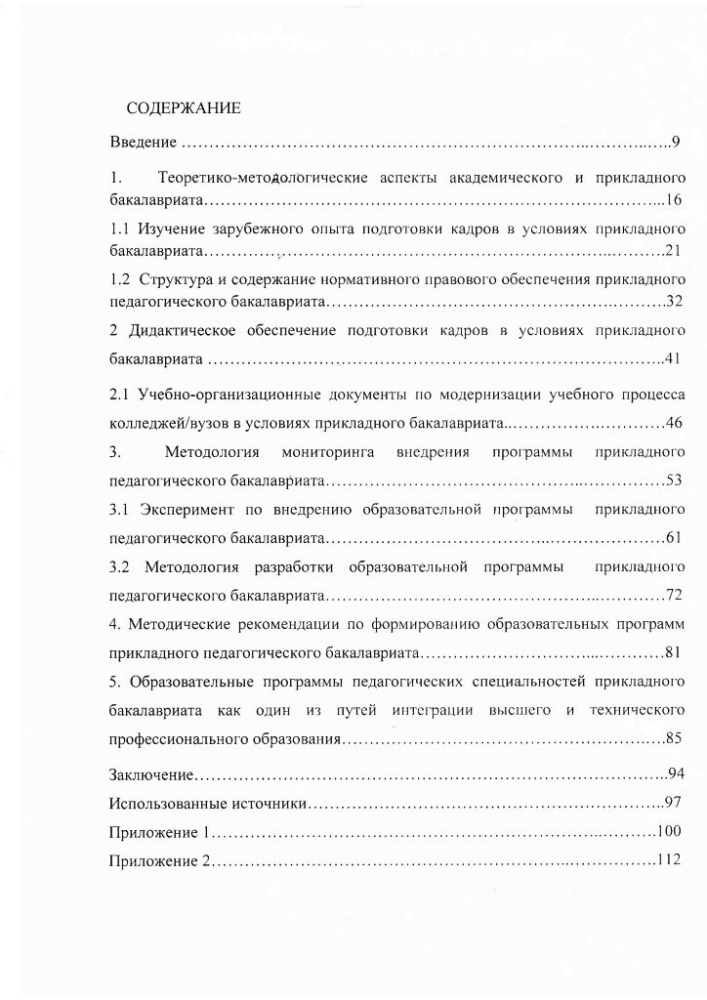 СОДЕРЖАНИЕ
Введение ……………………………………………………………………..9
1. Теоретико-методологические аспекты академического и прикладного
бакалавриата……………………………………………………………………...16
1.1 Изучение зарубежного опыта подготовки кадров в условиях прикладного
бакалавриата……………………………………………………………………..21
1.2 Структура и содержание нормативного правового обеспечения прикладного
педагогического бакалавриата………………………………………………….32
2 Дидактическое обеспечение подготовки кадров в условиях прикладного
бакалавриата ……………………………………………………………………..41
2.1 Учебно-организационные документы по модернизации учебного процесса
колледжей/вузов в условиях прикладного бакалавриата..…………………….46
3. Методология мониторинга внедрения программы прикладного
педагогического бакалавриата………………………………………………….53
3.1 Эксперимент по внедрению образовательной программы прикладного
педагогического бакалавриата………………………………………………….61
3.2 Методология разработки образовательной программы прикладного
педагогического бакалавриата………………………………………………….72
4. Методические рекомендации по формированию образовательных программ
прикладного педагогического бакалавриата…………………………………...81
5. Образовательные программы педагогических специальностей прикладного
бакалавриата как один из путей интеграции высшего и технического
профессионального образования……………………………………………….85
Заключение……………………………………………………………………….94
Использованные источники……………………………………………………..97
Приложение 1…………………………………………………………………….100
Приложение 2…………………………………………………………………….112